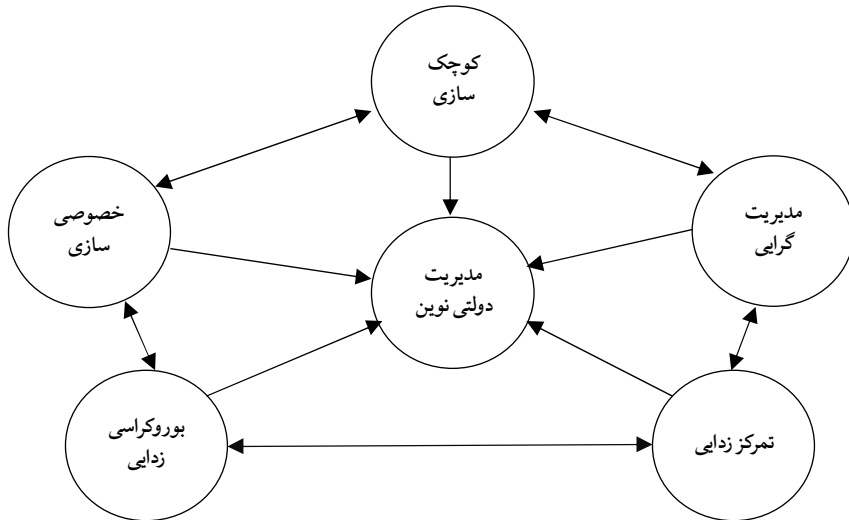 کوچک
سازی
مدیریت
گرایی
خصوصی
سازی
مدیریت
دولتی نوین
تمرکز زدایی
بوروکراسی
زدایی